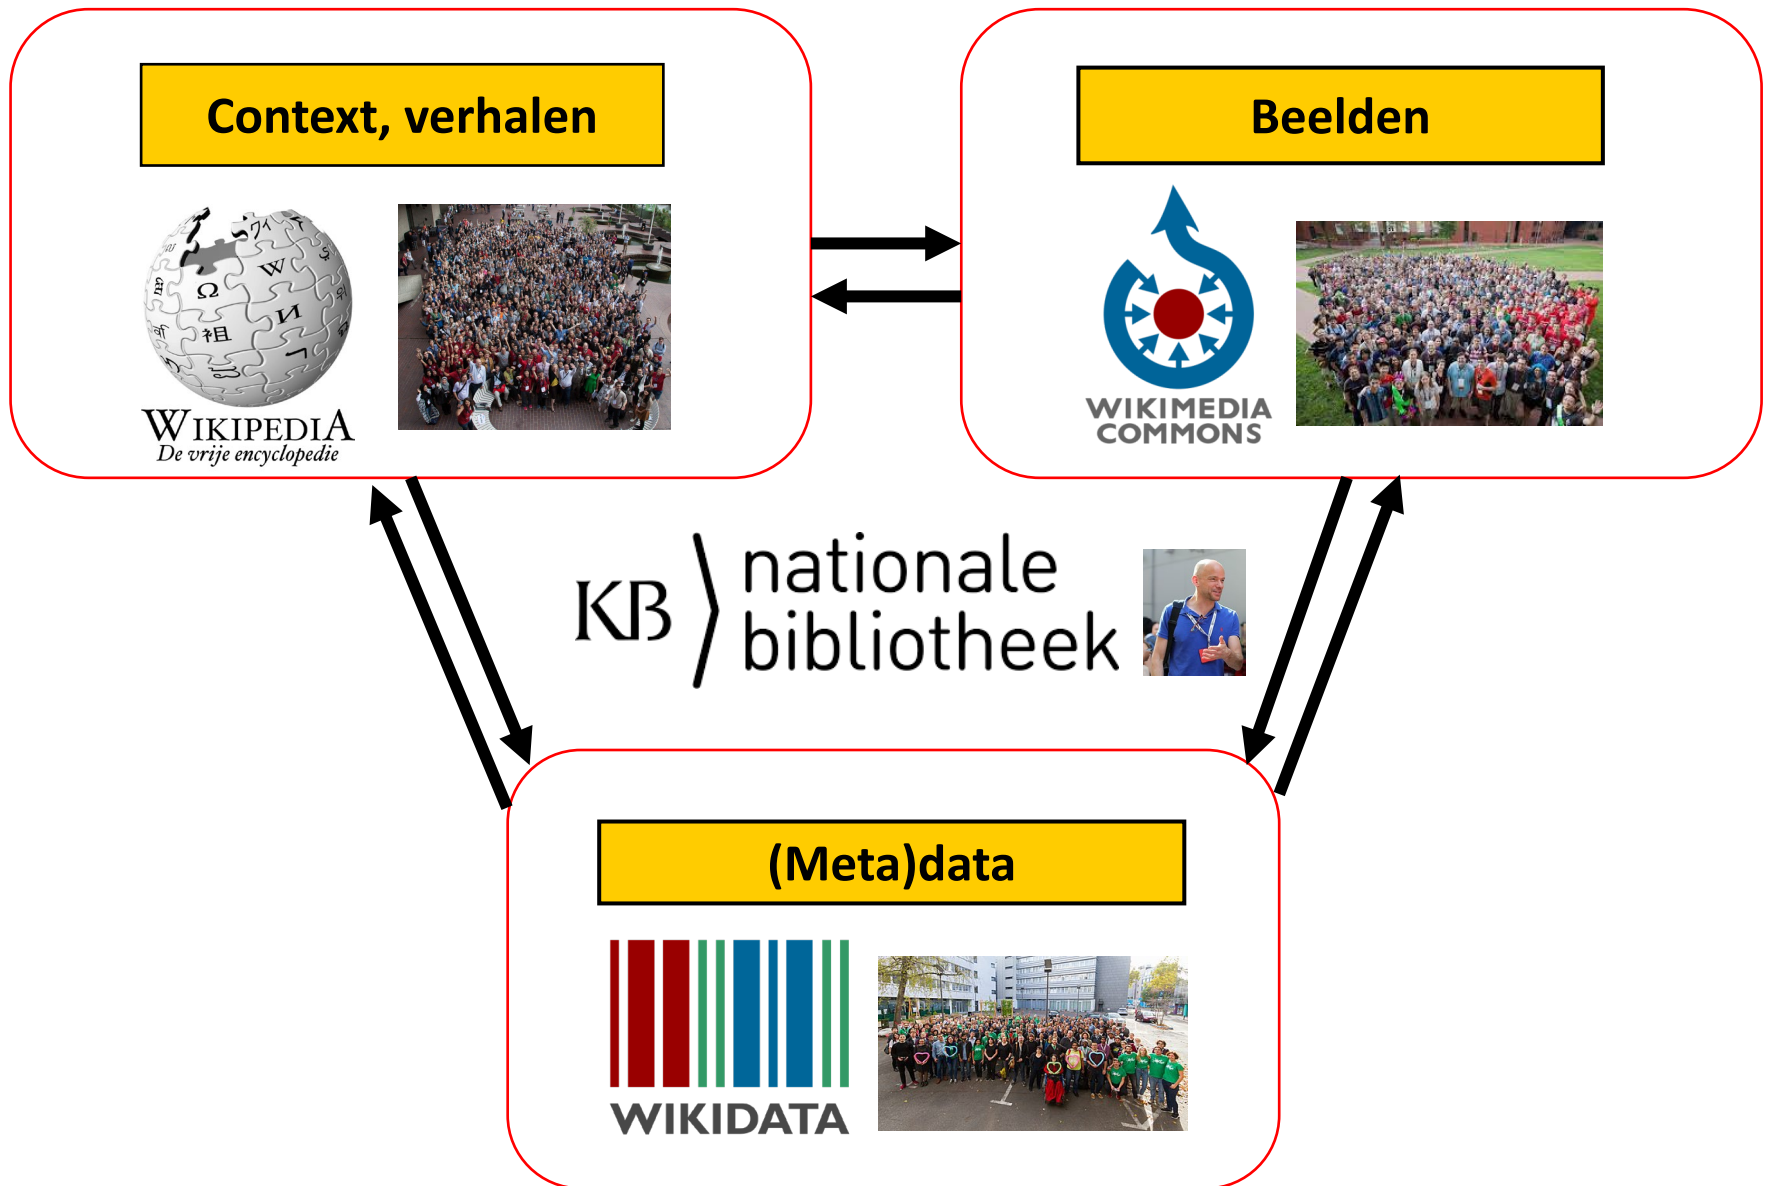 Context, verhalen
Beelden
WIKIPEDIA
De vrije encyclopedie
WIKIMEDIA
COMMONS
KB
nationale
bibliotheek
(Meta)data
WIKIDATA